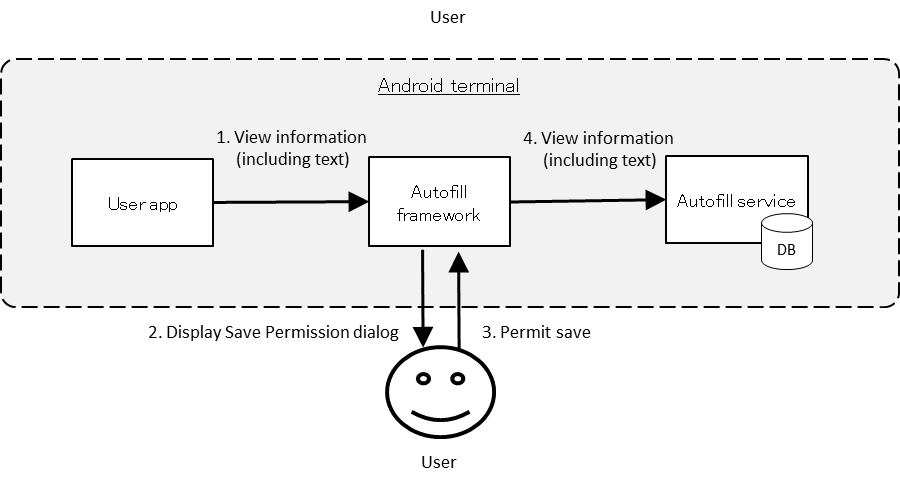 User
Android terminal
1. View information
(including text)
4. View information
(including text)
User app
Autofill
framework
Autofill service
DB
2. Display Save Permission dialog
3. Permit save
User